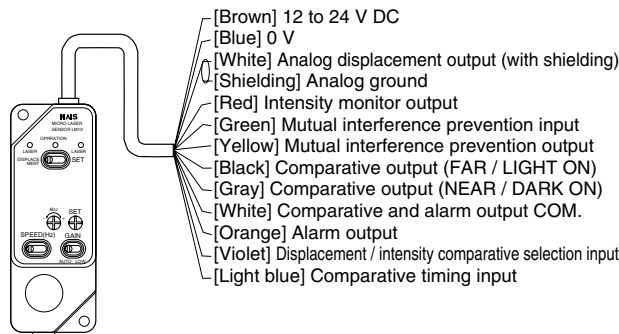 [Brown] 12 to 24 V DC
[Blue] 0 V
[White] Analog displacement output (with shielding)
[Shielding] Analog ground
[Red] Intensity monitor output
[Green] Mutual interference prevention input
[Yellow] Mutual interference prevention output
[Black] Comparative output (FAR / LIGHT ON)
[Gray] Comparative output (NEAR / DARK ON)
[White] Comparative and alarm output COM.
[Orange] Alarm output
[Violet] Displacement / intensity comparative selection input
[Light blue] Comparative timing input
NAIS
MICRO LASER
SENSOR LM10
OPRRATION
LASER LASER
DISPLACE
MENT SET
ADJ SET
SPEED(Hz) GAIN
AUTO LOW